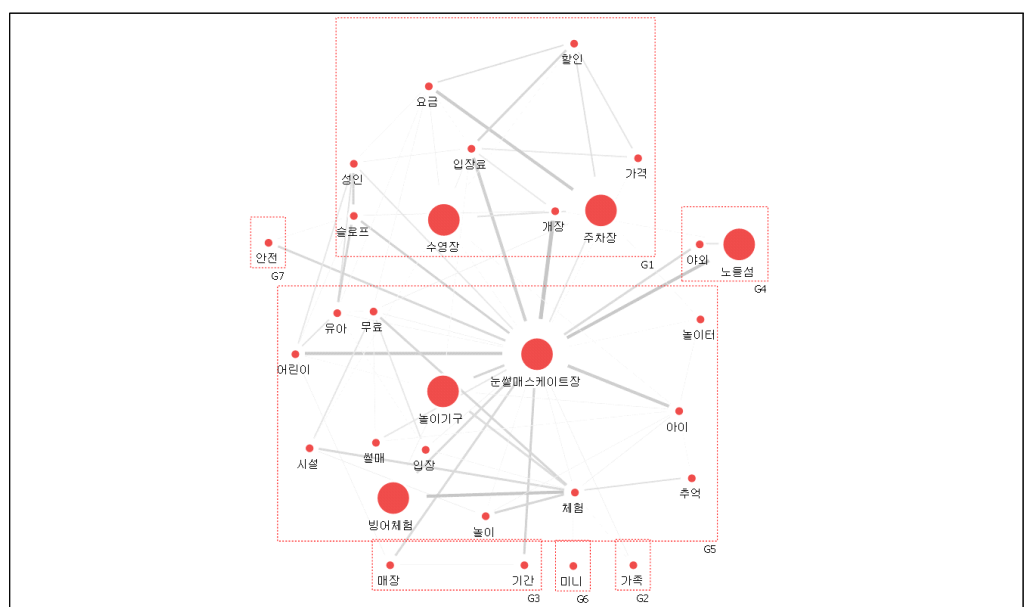 할인
요금
입장료
가격
성인
슬로프
수영장
개장
주차장
G1
안전
G7
야외
노들섬
G4
유아
무료
놀이터
어린이
눈썰매스케이트장
놀이기구
아이
시설
썰매
입장
추억
체험
빙어체험
놀이
G5
매장
기간
미니
가족
G3
G6
G2